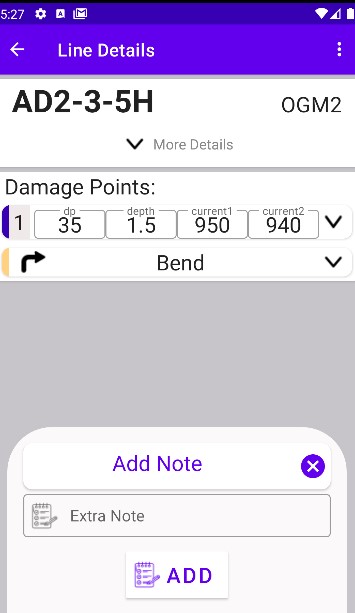 5:27
Line Details
AD2-3-5H OGM2
More Details
Damage Points:
dp depth current1 current2
1 35 1.5 950 940
Bend
Add Note
Extra Note
ADD